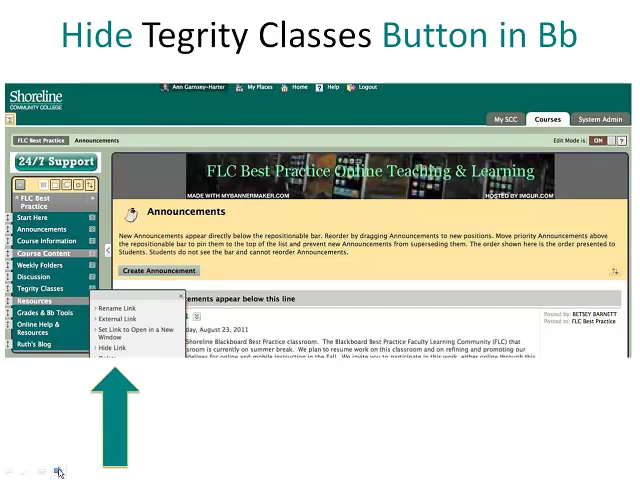 Hide Tegrity Classes Button in Bb
Shoreline
COMMUNITY COLLEGE
Ann Garnsey-Harter My Places Home ? Help Logout
My SCC Courses System Admin
FLC Best Practice Announcements Edit Mode is: ON ?
24/7 Support
FLC Best Practice Online Teaching & Learning
MADE WITH MYBANNERMAKER.COM HOSTED BY IMGUR.COM
FLC Best
Practice
Start Here
Announcements
Course Information
Course Content
Weekly Folders
Discussion
Tegrity Classes
Resources
Grades & Bb Tools
Online Help &
Resources
Ruth's Blog
Announcements
New Announcements appear directly below the repositionable bar. Reorder by dragging Announcements to new positions. Move priority Announcements above
the repositionable bar to pin them to the top of the list and prevent new Announcements from superseding them. The order shown here is the order presented to
Students. Students do not see the bar and cannot reorder Announcements.
Create Announcement
ncements appear below this line
Rename Link
External Link
Set Link to Open in a New
Window
Hide Link
day, August 23, 2011
Shoreline Blackboard Best Practice classroom. The Blackboard Best Practice Faculty Learning Community (FLC) that
sroom is currently on summer break. We plan to resume work on this classroom and on refining and promoting our
idelines for online and mobile instruction in the Fall. We invite you to participate in this work, either online through this
Posted by: BETSEY BARNETT
Posted to: FLC Best Practice